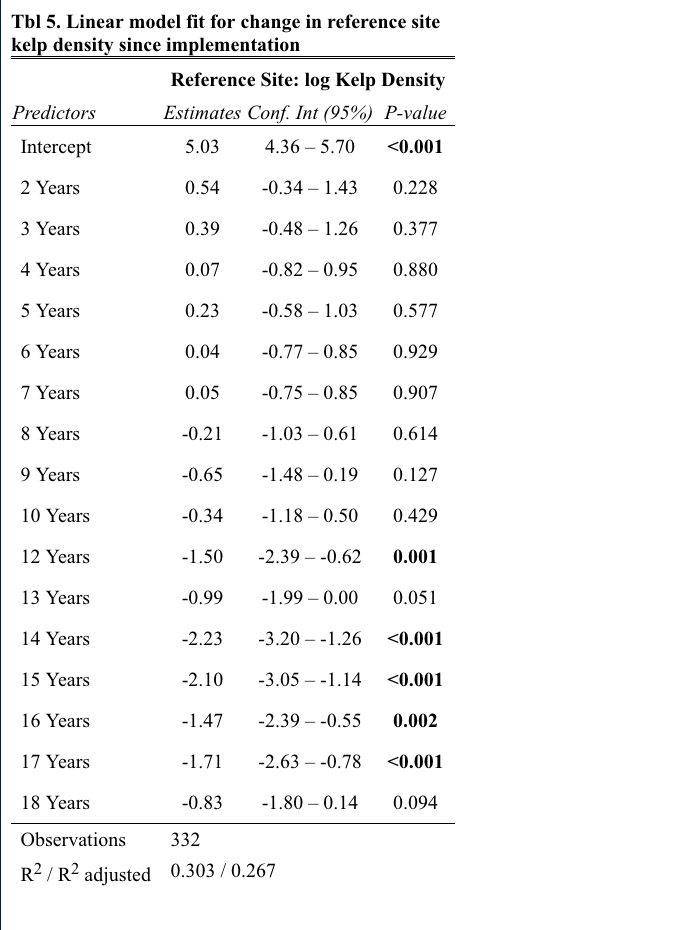 Tbl 5. Linear model fit for change in reference site
kelp density since implementation
Reference Site: log Kelp Density
Predictors Estimates Conf. Int (95%) P-value
Intercept 5.03 4.36 – 5.70 <0.001
2 Years 0.54 -0.34 – 1.43 0.228
3 Years 0.39 -0.48 – 1.26 0.377
4 Years 0.07 -0.82 – 0.95 0.880
5 Years 0.23 -0.58 – 1.03 0.577
6 Years 0.04 -0.77 – 0.85 0.929
7 Years 0.05 -0.75 – 0.85 0.907
8 Years -0.21 -1.03 – 0.61 0.614
9 Years -0.65 -1.48 – 0.19 0.127
10 Years -0.34 -1.18 – 0.50 0.429
12 Years -1.50 -2.39 – -0.62 0.001
13 Years -0.99 -1.99 – 0.00 0.051
14 Years -2.23 -3.20 – -1.26 <0.001
15 Years -2.10 -3.05 – -1.14 <0.001
16 Years -1.47 -2.39 – -0.55 0.002
17 Years -1.71 -2.63 – -0.78 <0.001
18 Years -0.83 -1.80 – 0.14 0.094
Observations 332
R² / R² adjusted 0.303 / 0.267